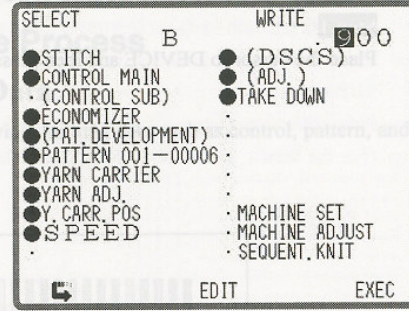 SELECT WRITE
B 900
●STITCH ●(DSCS)
●CONTROL MAIN ●(ADJ.)
·(CONTROL SUB) ●TAKE DOWN
●ECONOMIZER
●(PAT.DEVELOPMENT)
●PATTERN 001—00006
●YARN CARRIER
●YARN ADJ.
●Y.CARR.POS ·MACHINE SET
●SPEED ·MACHINE ADJUST
·SEQUENT.KNIT
EDIT EXEC